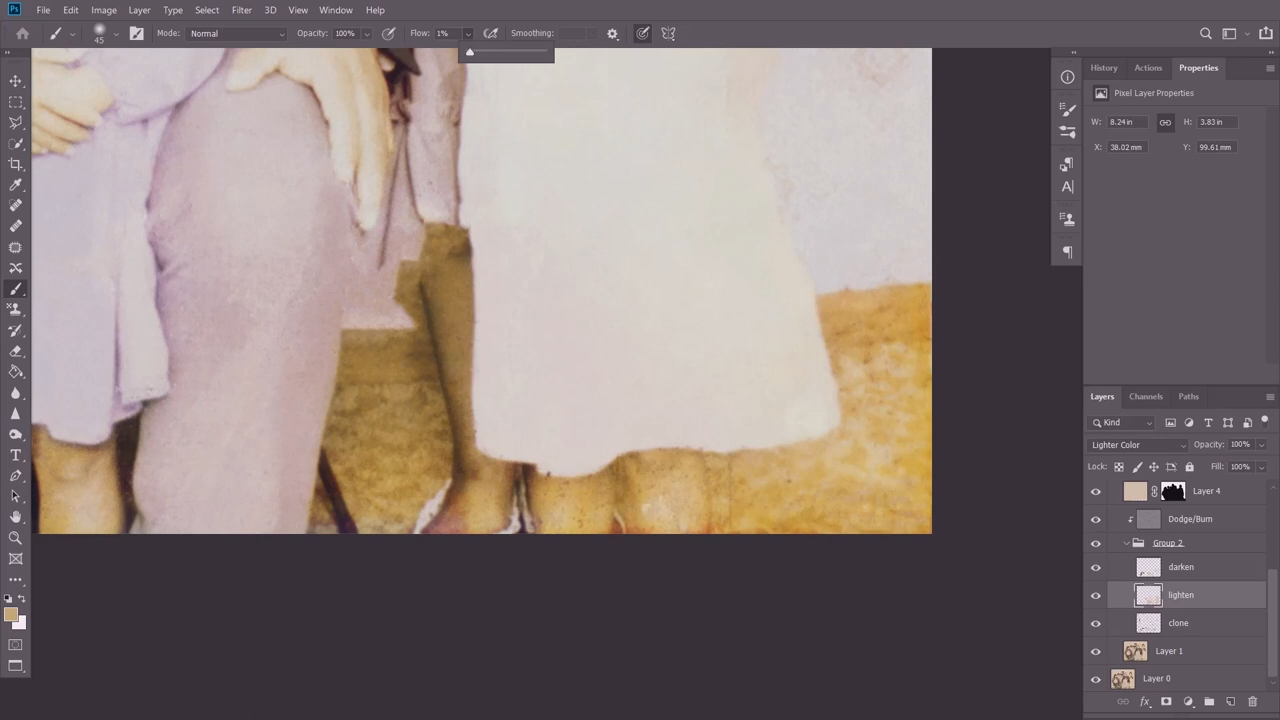 Ps File Edit Image Layer Type Select Filter 3D View Window Help
45 Mode: Normal Opacity: 100% Flow: 1% Smoothing:
History Actions Properties
Pixel Layer Properties
W: 8.24 in H: 3.83 in
X: 38.02 mm Y: 99.61 mm
Layers Channels Paths
Kind
Lighter Color Opacity: 100%
Lock: Fill: 100%
Layer 4
Dodge/Burn
Group 2
darken
lighten
clone
Layer 1
Layer 0